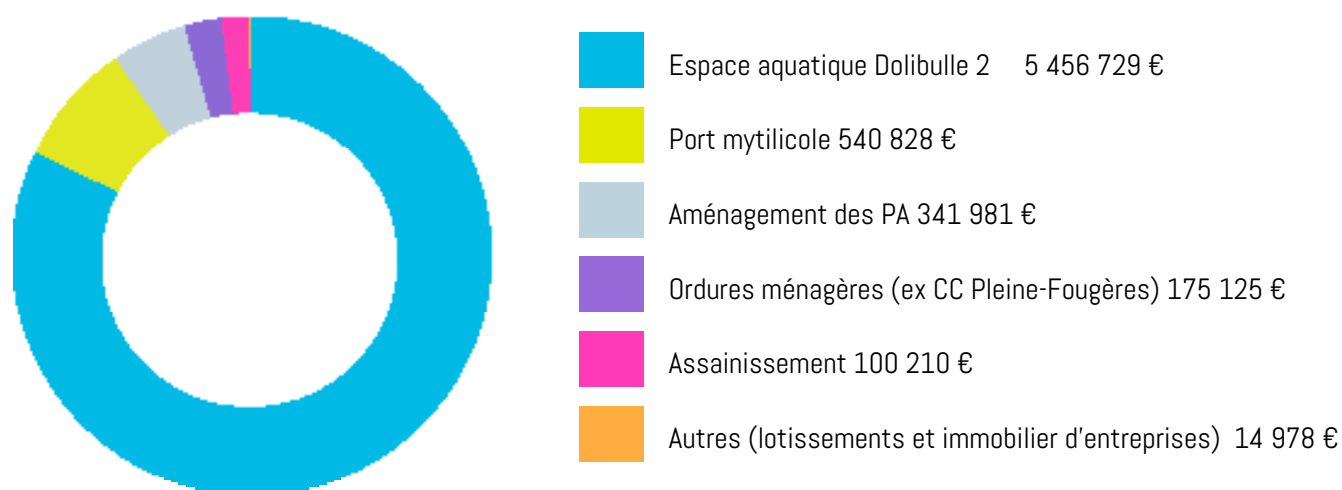 Espace aquatique Dolibulle 2 5 456 729 €
Port mytilicole 540 828 €
Aménagement des PA 341 981 €
Ordures ménagères (ex CC Pleine-Fougères) 175 125 €
Assainissement 100 210 €
Autres (lotissements et immobilier d'entreprises) 14 978 €